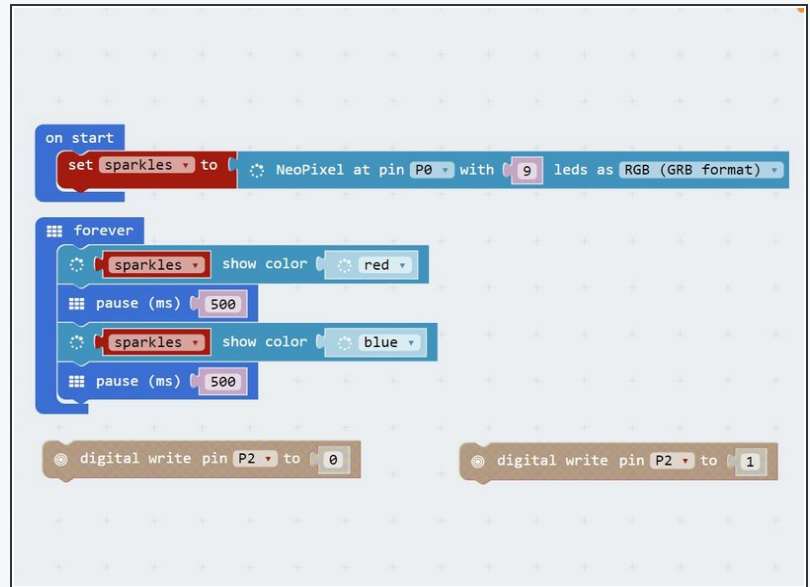 on start
set sparkles to NeoPixel at pin P0 with 9 leds as RGB (GRB format)
forever
sparkles show color red
pause (ms) 500
sparkles show color blue
pause (ms) 500
digital write pin P2 to 0
digital write pin P2 to 1